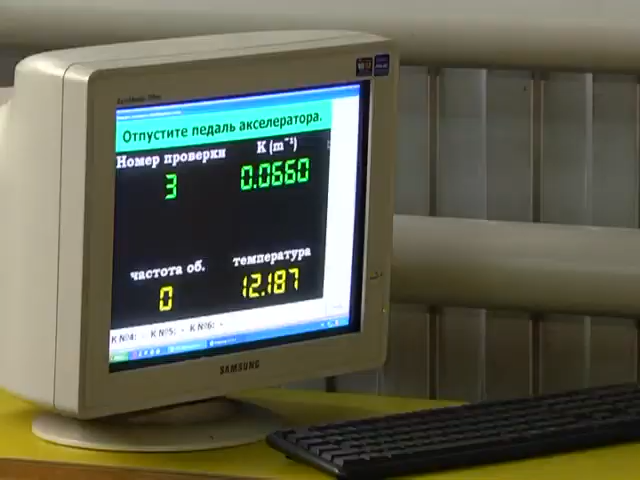 Отпустите педаль акселератора.
Номер проверки K (m⁻¹)
3 0.0660
частота об. температура
0 12.187
K №4: - K №5: - K №6: -
SAMSUNG